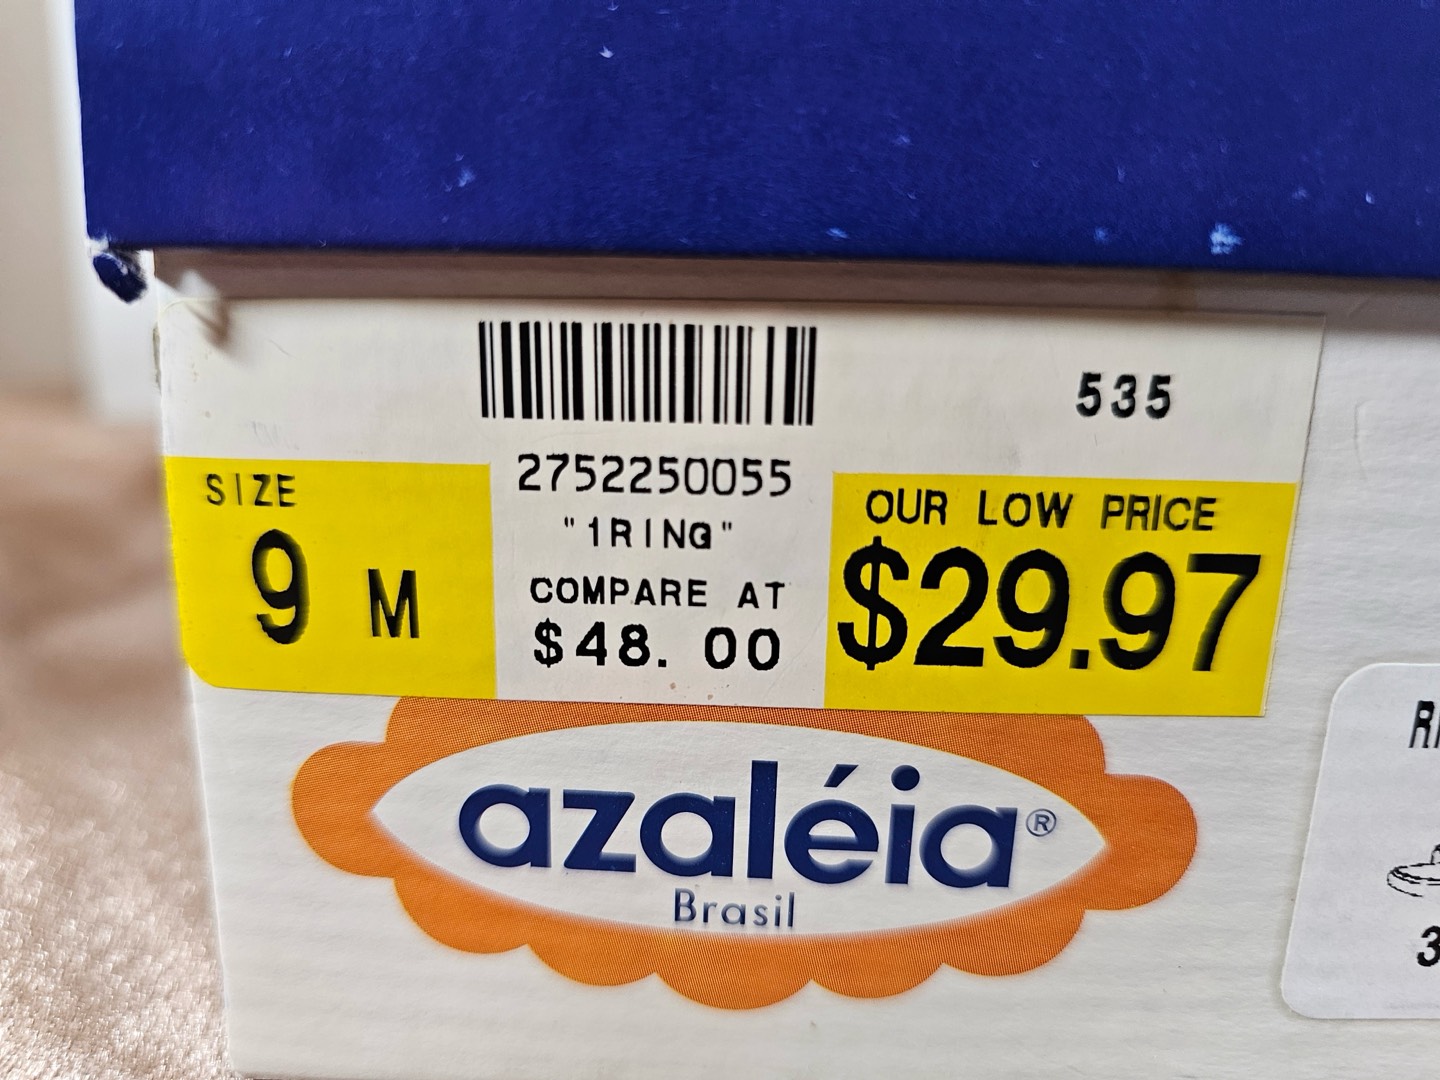 535
2752250055
"1RING"
COMPARE AT
$48. 00
SIZE
9 M
OUR LOW PRICE
$29.97
azaléia®
Brasil